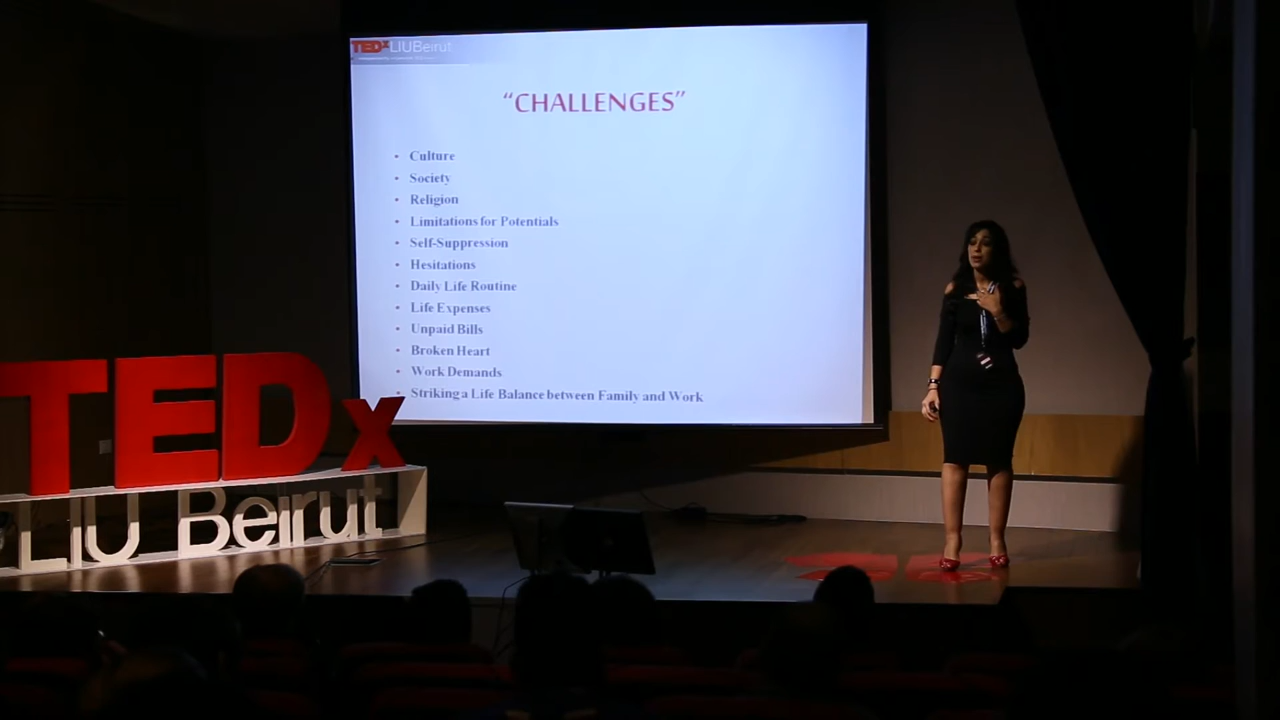 TEDxLIUBeirut
“CHALLENGES”
• Culture
• Society
• Religion
• Limitations for Potentials
• Self-Suppression
• Hesitations
• Daily Life Routine
• Life Expenses
• Unpaid Bills
• Broken Heart
• Work Demands
• Striking a Life Balance between Family and Work
TEDx
LIU Beirut